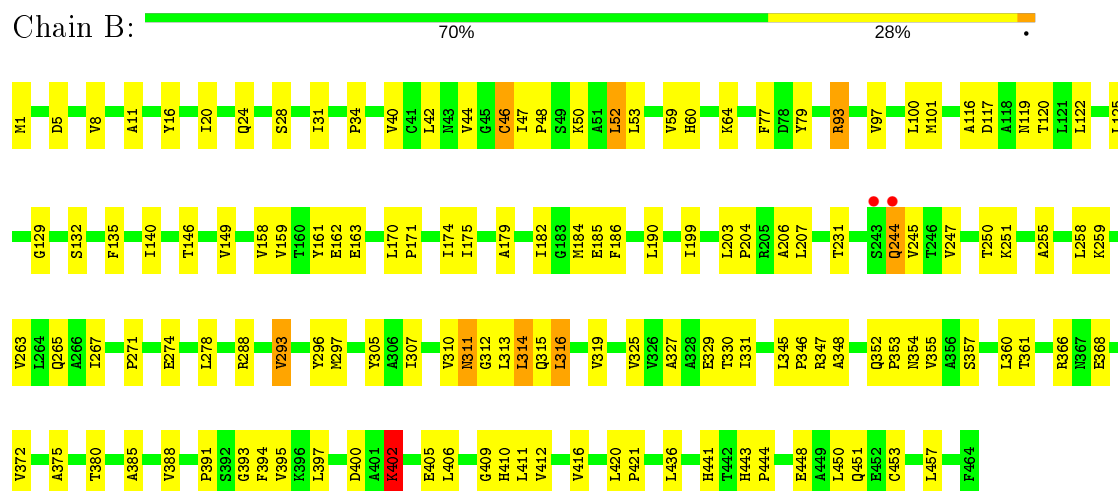 Chain B:
70% 28% •
M1 D5 V8 A11 Y16 I20 Q24 S28 I31 P34 V40 C41 L42 N43 V44 G45 C46 I47 P48 S49 K50 A51 L52 L53 V59 H60 K64 F77 D78 Y79 R93 V97 L100 M101 A116 D117 A118 N119 T120 L121 L122 L125
G129 S132 F135 I140 T146 V149 V158 V159 T160 Y161 E162 E163 L170 P171 I174 I175 A179 I182 G183 M184 E185 F186 L190 I199 L203 P204 R205 A206 L207 T231 S243 Q244 V245 T246 V247 T250 K251 A255 L258 K259
V263 L264 Q265 A266 I267 P271 E274 L278 R288 V293 Y296 M297 Y305 A306 I307 V310 N311 G312 L313 L314 Q315 L316 V319 V325 V326 A327 A328 E329 T330 I331 L345 P346 R347 A348 Q352 P353 N354 V355 A356 S357 L360 T361 R366 N367 E368
V372 A375 T380 A385 V388 P391 S392 G393 F394 V395 K396 L397 D400 A401 K402 E405 L406 G409 H410 L411 V412 V416 L420 P421 L436 H441 T442 H443 P444 E448 A449 L450 Q451 E452 C453 L457 F464